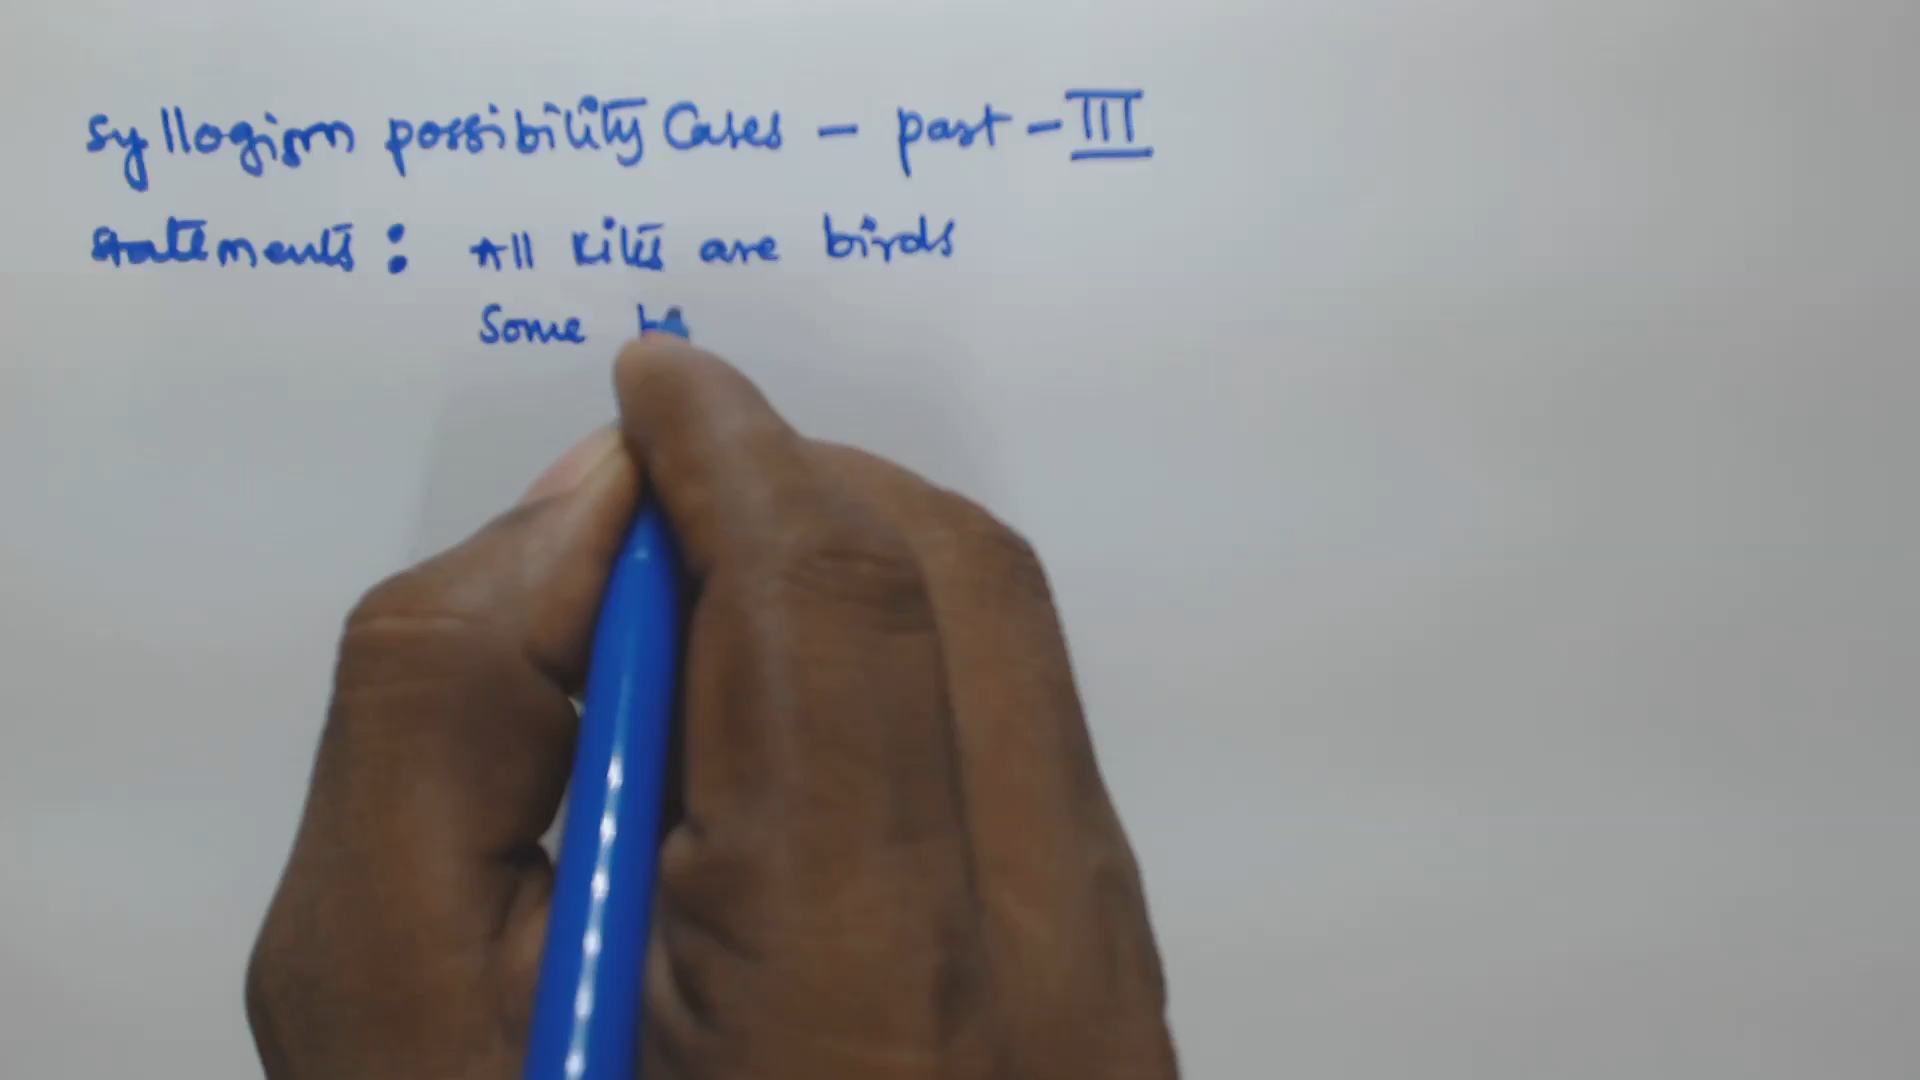 Syllogism possibility Cases - part - III
Statements : All kites are birds
Some